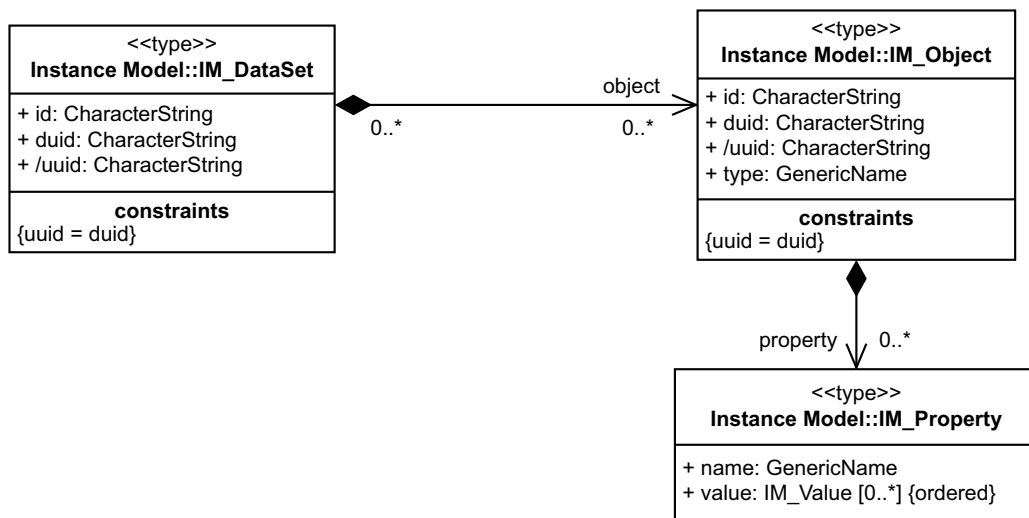 <<type>>
Instance Model::IM_DataSet
+ id: CharacterString
+ duid: CharacterString
+ /uuid: CharacterString
constraints
{uuid = duid}
object
0..*
0..*
<<type>>
Instance Model::IM_Object
+ id: CharacterString
+ duid: CharacterString
+ /uuid: CharacterString
+ type: GenericName
constraints
{uuid = duid}
property
0..*
<<type>>
Instance Model::IM_Property
+ name: GenericName
+ value: IM_Value [0..*] {ordered}